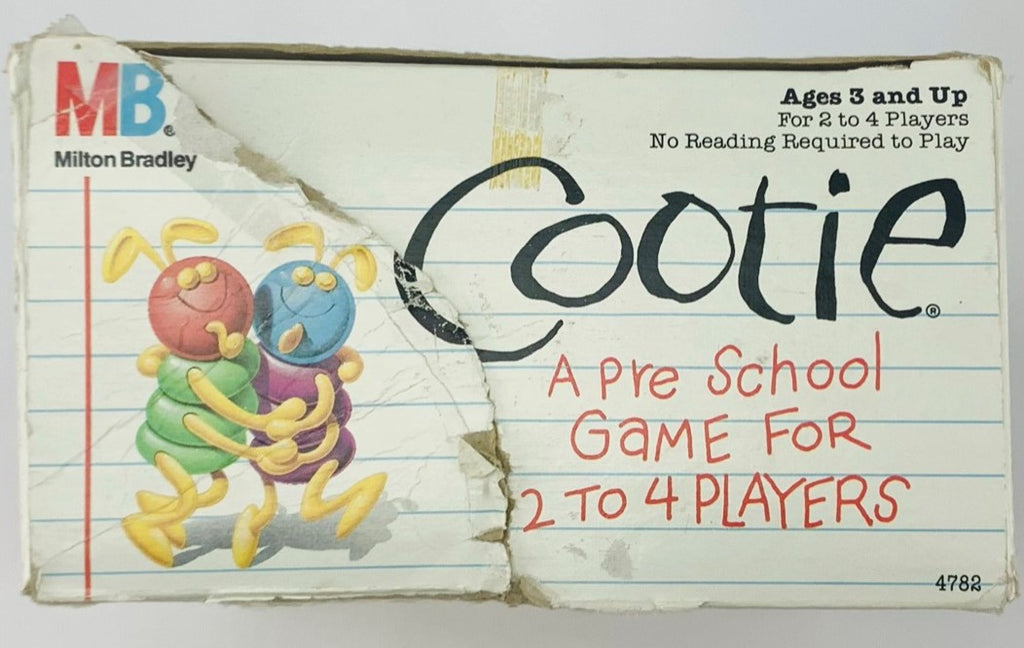 MB®
Milton Bradley
Ages 3 and Up
For 2 to 4 Players
No Reading Required to Play
Cootie®
A Pre School
GAME FOR
2 TO 4 PLAYERS
4782